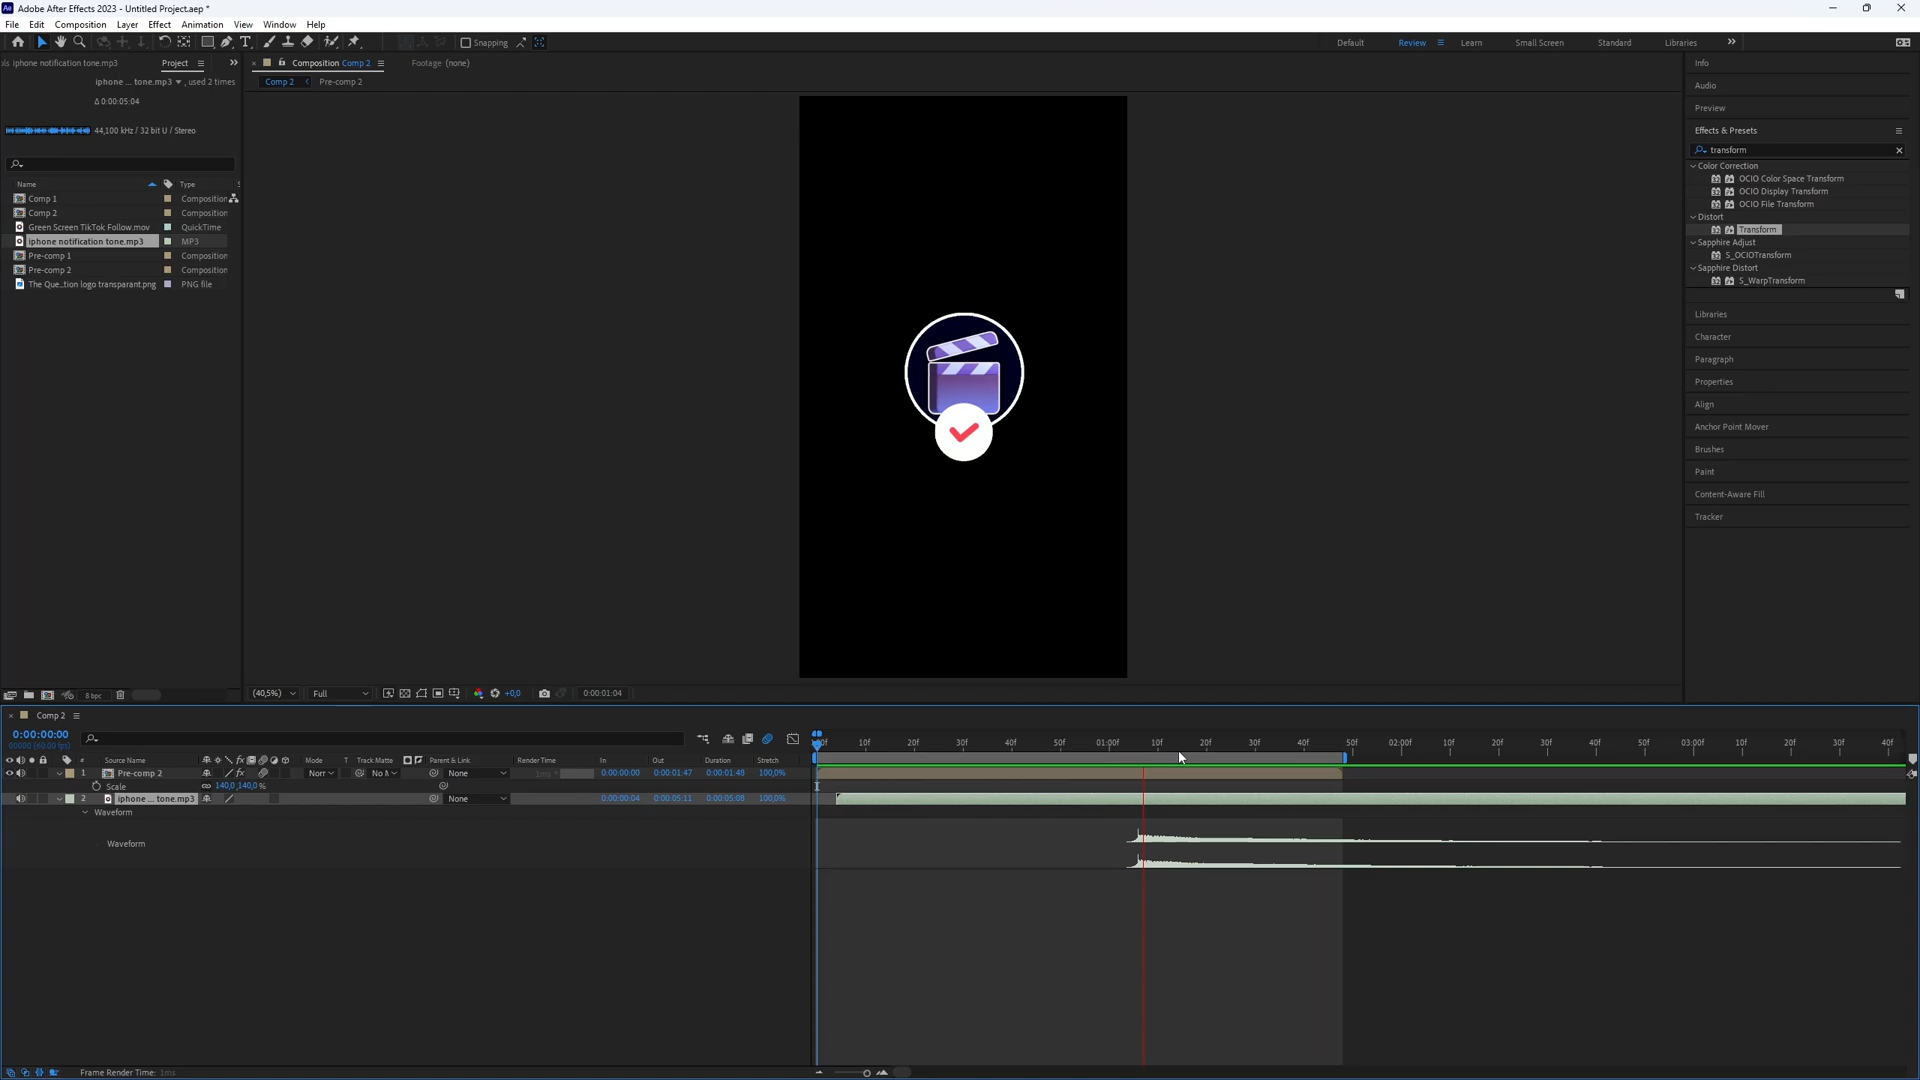 Adobe After Effects 2023 - Untitled Project.aep *
File Edit Composition Layer Effect Animation View Window Help
Snapping
Default Review Learn Small Screen Standard Libraries
ls iphone notification tone.mp3 Project
Composition Comp 2
Footage (none)
Comp 2 Pre-comp 2
iphone ... tone.mp3 , used 2 times
Δ 0:00:05:04
44,100 kHz / 32 bit U / Stereo
Name Type S
Comp 1 Composition
Comp 2 Composition
Green Screen TikTok Follow.mov QuickTime
iphone notification tone.mp3 MP3
Pre-comp 1 Composition
Pre-comp 2 Composition
The Que...tion logo transparant.png PNG file
Info
Audio
Preview
Effects & Presets
transform
Color Correction
OCIO Color Space Transform
OCIO Display Transform
OCIO File Transform
Distort
Transform
Sapphire Adjust
S_OCIOTransform
Sapphire Distort
S_WarpTransform
Libraries
Character
Paragraph
Properties
Align
Anchor Point Mover
Brushes
Paint
Content-Aware Fill
Tracker
8 bpc
(40,5%) Full +0,0 0:00:01:04
Comp 2
0:00:00:00
00000 (60.00 fps)
:00f 10f 20f 30f 40f 50f 01:00f 10f 20f 30f 40f 50f 02:00f 10f 20f 30f 40f 50f 03:00f 10f 20f 30f 40f
# Source Name Mode T Track Matte Parent & Link Render Time In Out Duration Stretch
1 Pre-comp 2 Norr No M None 1ms 0:00:00:00 0:00:01:47 0:00:01:48 100,0%
Scale 140,0,140,0%
2 iphone ... tone.mp3 None 0:00:00:04 0:00:05:11 0:00:05:08 100,0%
Waveform
Waveform
Frame Render Time: 1ms